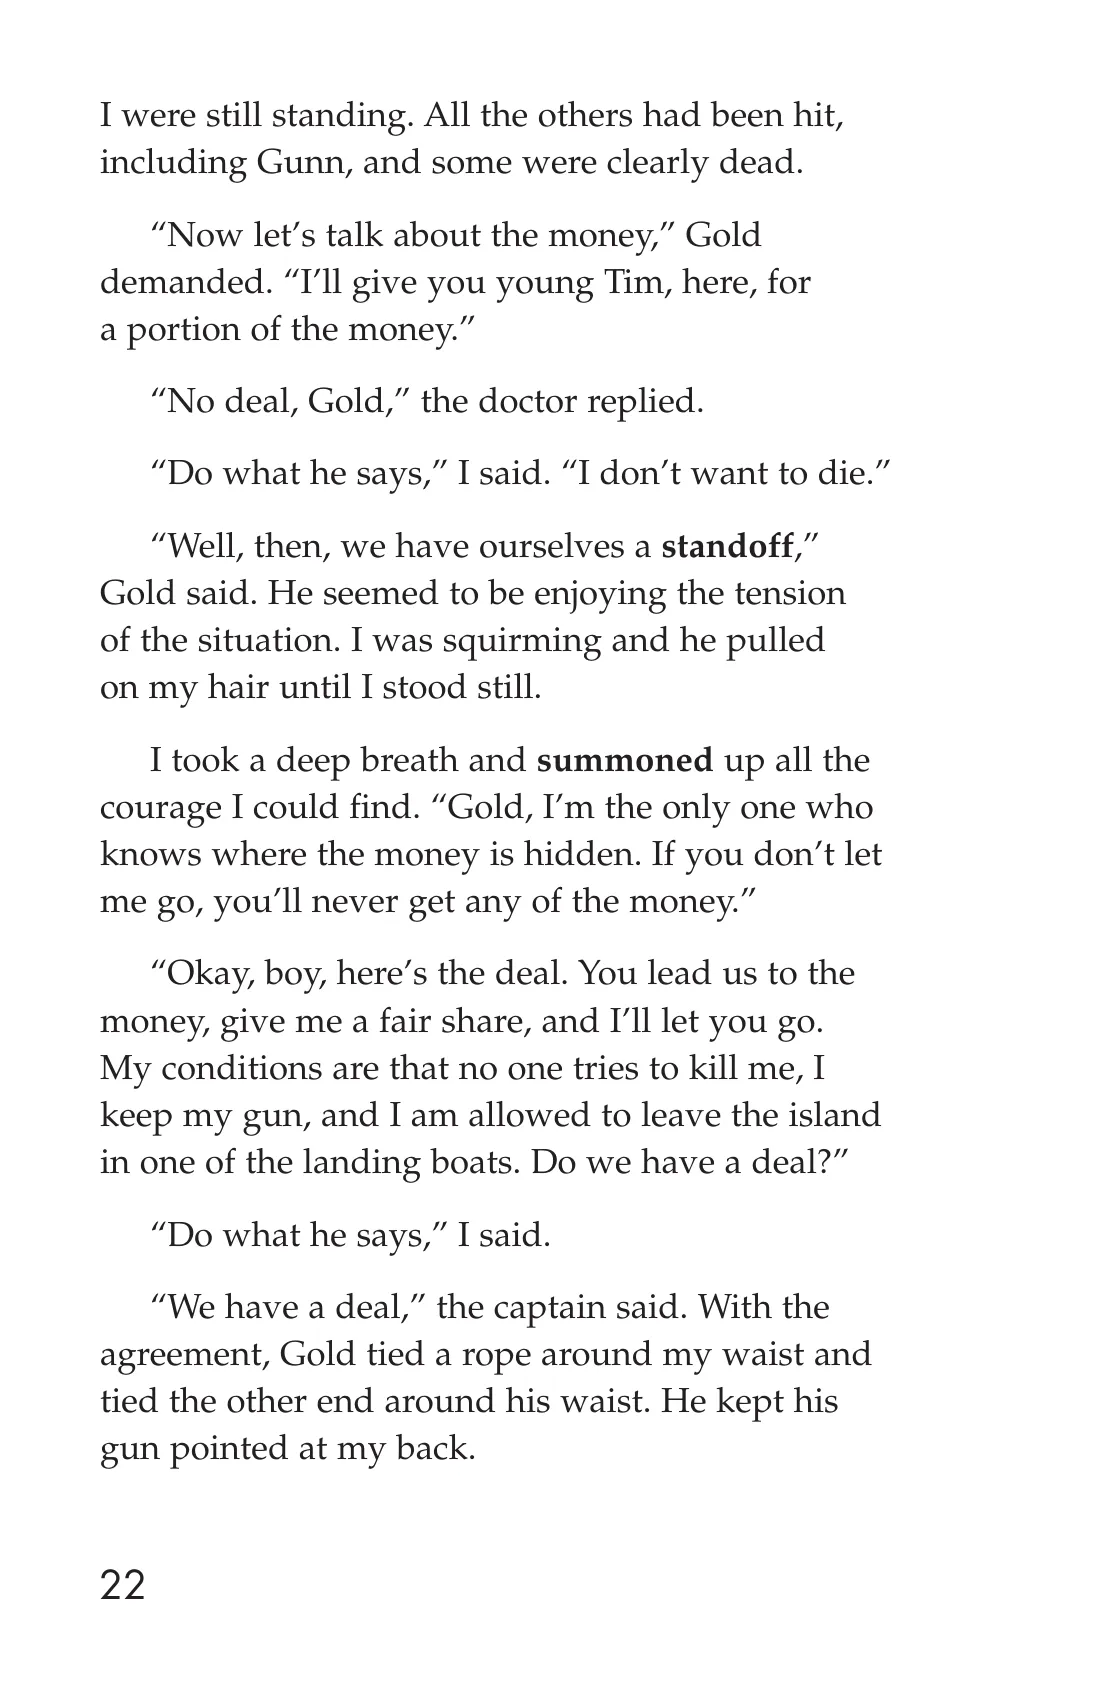 I were still standing. All the others had been hit,
including Gunn, and some were clearly dead.
“Now let’s talk about the money,” Gold
demanded. “I’ll give you young Tim, here, for
a portion of the money.”
“No deal, Gold,” the doctor replied.
“Do what he says,” I said. “I don’t want to die.”
“Well, then, we have ourselves a standoff,”
Gold said. He seemed to be enjoying the tension
of the situation. I was squirming and he pulled
on my hair until I stood still.
I took a deep breath and summoned up all the
courage I could find. “Gold, I’m the only one who
knows where the money is hidden. If you don’t let
me go, you’ll never get any of the money.”
“Okay, boy, here’s the deal. You lead us to the
money, give me a fair share, and I’ll let you go.
My conditions are that no one tries to kill me, I
keep my gun, and I am allowed to leave the island
in one of the landing boats. Do we have a deal?”
“Do what he says,” I said.
“We have a deal,” the captain said. With the
agreement, Gold tied a rope around my waist and
tied the other end around his waist. He kept his
gun pointed at my back.
22